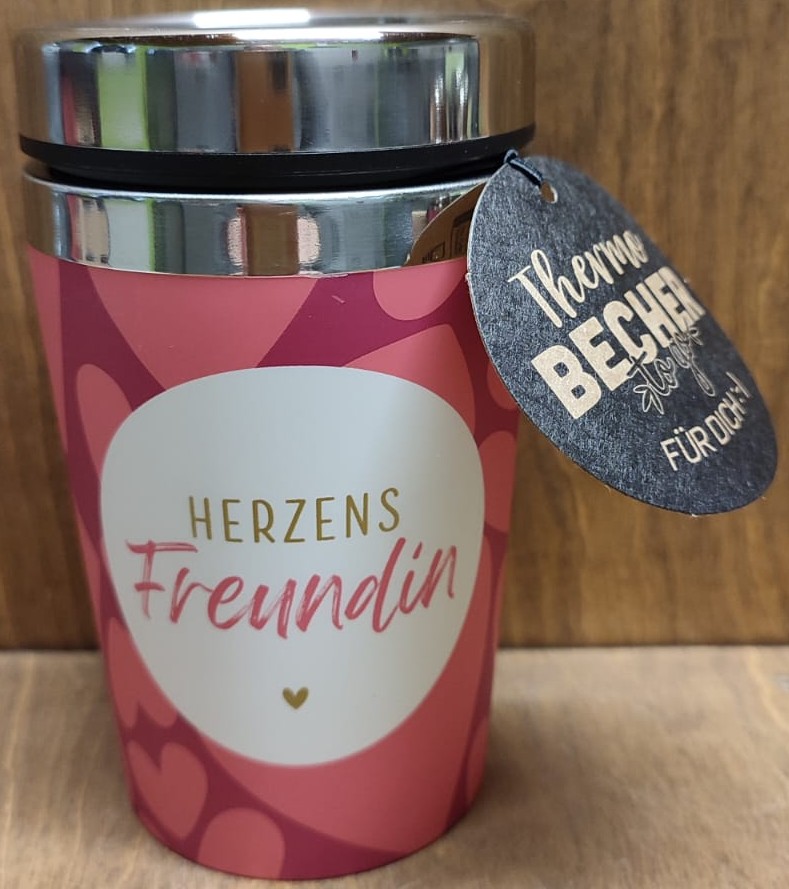 HERZENS
Freundin
Thermo
BECHER
to go
FÜR DICH :-)